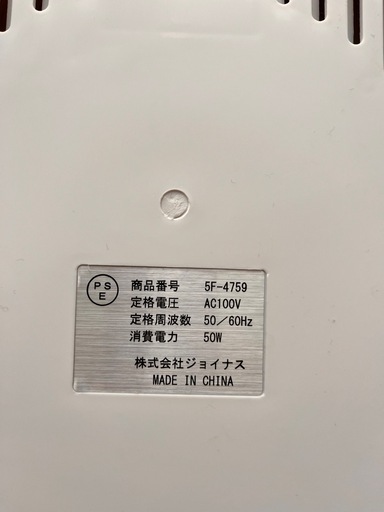 PS
E
商品番号 5F-4759
定格電圧 AC100V
定格周波数 50／60Hz
消費電力 50W
株式会社ジョイナス
MADE IN CHINA